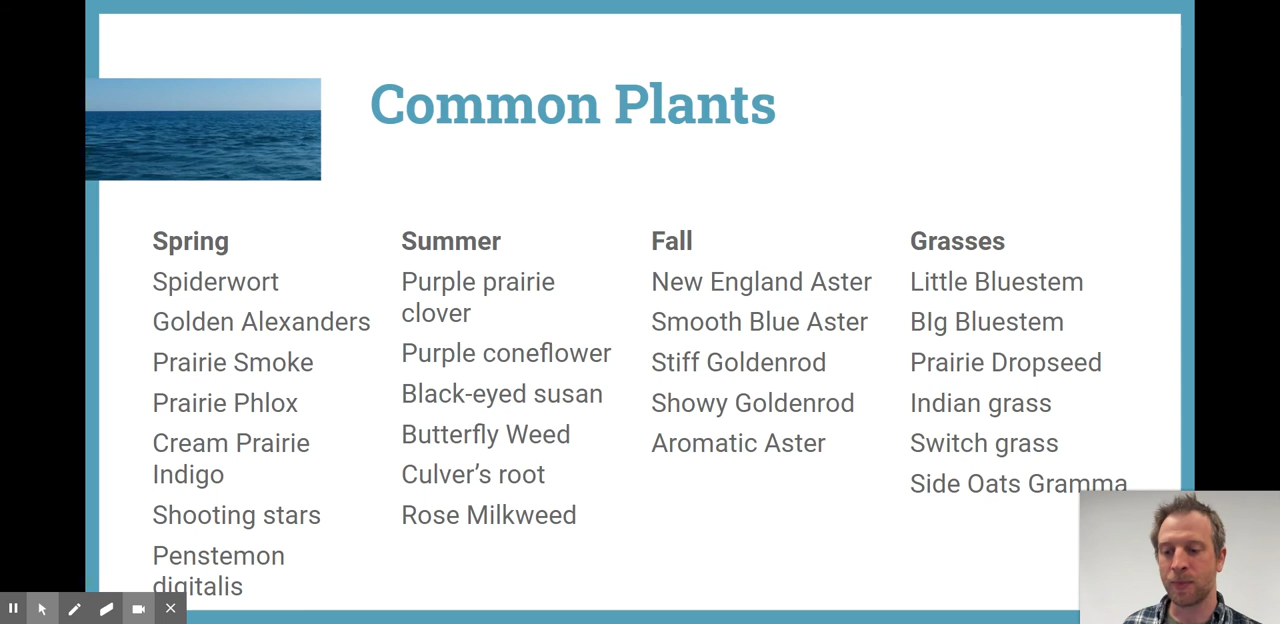 Common Plants
Spring
Spiderwort
Golden Alexanders
Prairie Smoke
Prairie Phlox
Cream Prairie
Indigo
Shooting stars
Penstemon
digitalis
Summer
Purple prairie
clover
Purple coneflower
Black-eyed susan
Butterfly Weed
Culver's root
Rose Milkweed
Fall
New England Aster
Smooth Blue Aster
Stiff Goldenrod
Showy Goldenrod
Aromatic Aster
Grasses
Little Bluestem
BIg Bluestem
Prairie Dropseed
Indian grass
Switch grass
Side Oats Gramma